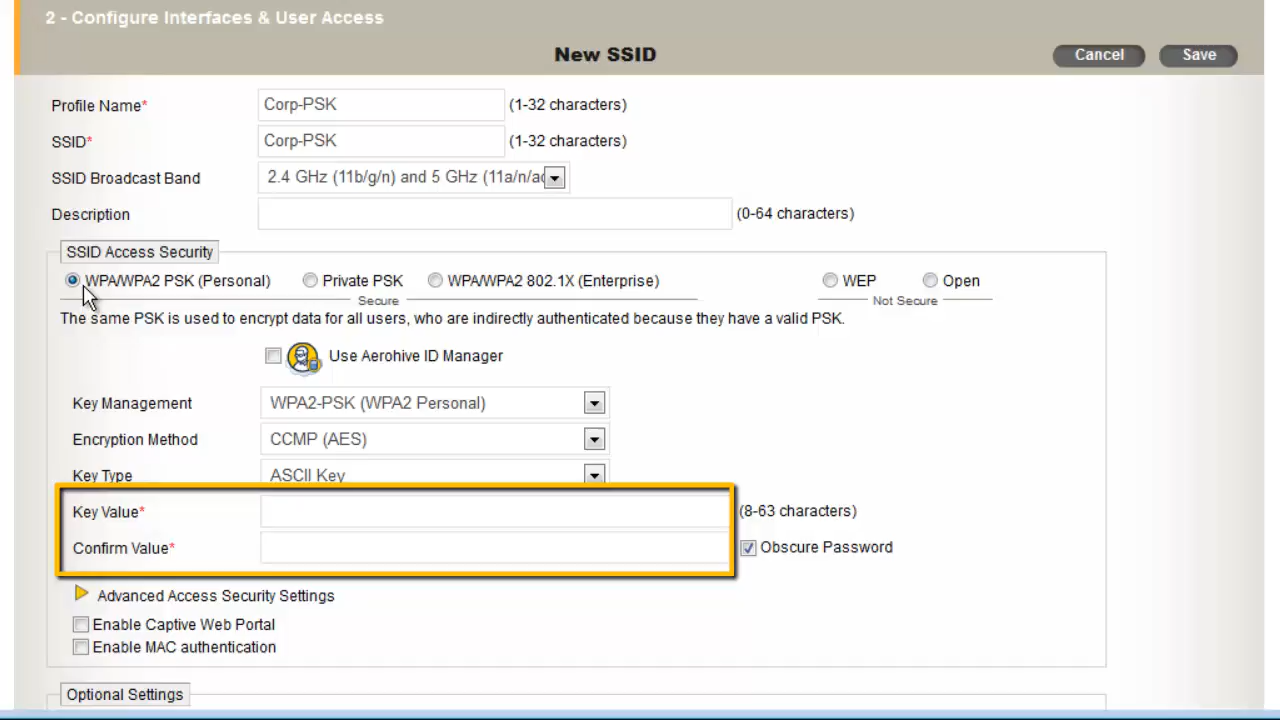 2 - Configure Interfaces & User Access
New SSID Cancel Save
Profile Name* Corp-PSK (1-32 characters)
SSID* Corp-PSK (1-32 characters)
SSID Broadcast Band 2.4 GHz (11b/g/n) and 5 GHz (11a/n/ac
Description (0-64 characters)
SSID Access Security
WPA/WPA2 PSK (Personal) Private PSK WPA/WPA2 802.1X (Enterprise) WEP Open
Secure Not Secure
The same PSK is used to encrypt data for all users, who are indirectly authenticated because they have a valid PSK.
Use Aerohive ID Manager
Key Management WPA2-PSK (WPA2 Personal)
Encryption Method CCMP (AES)
Key Type ASCII Key
Key Value* (8-63 characters)
Confirm Value* Obscure Password
Advanced Access Security Settings
Enable Captive Web Portal
Enable MAC authentication
Optional Settings